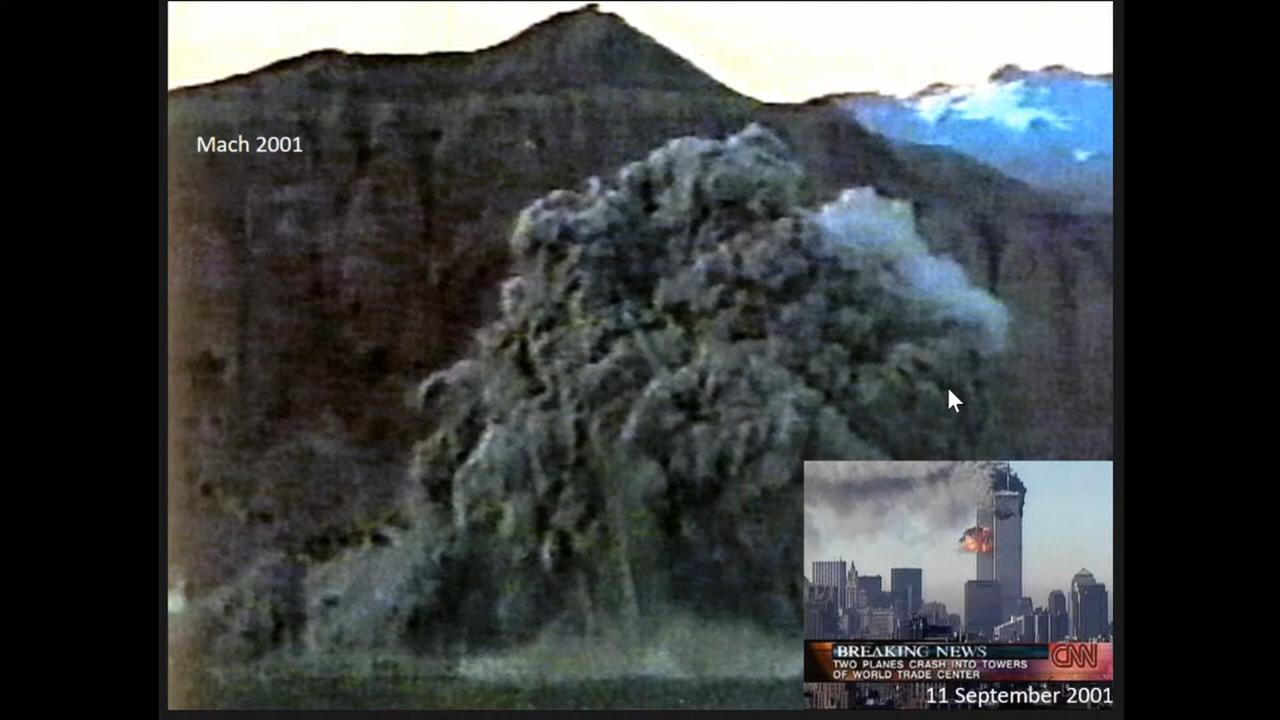 Mach 2001
BREAKING NEWS
TWO PLANES CRASH INTO TOWERS
OF WORLD TRADE CENTER
CNN
11 September 2001